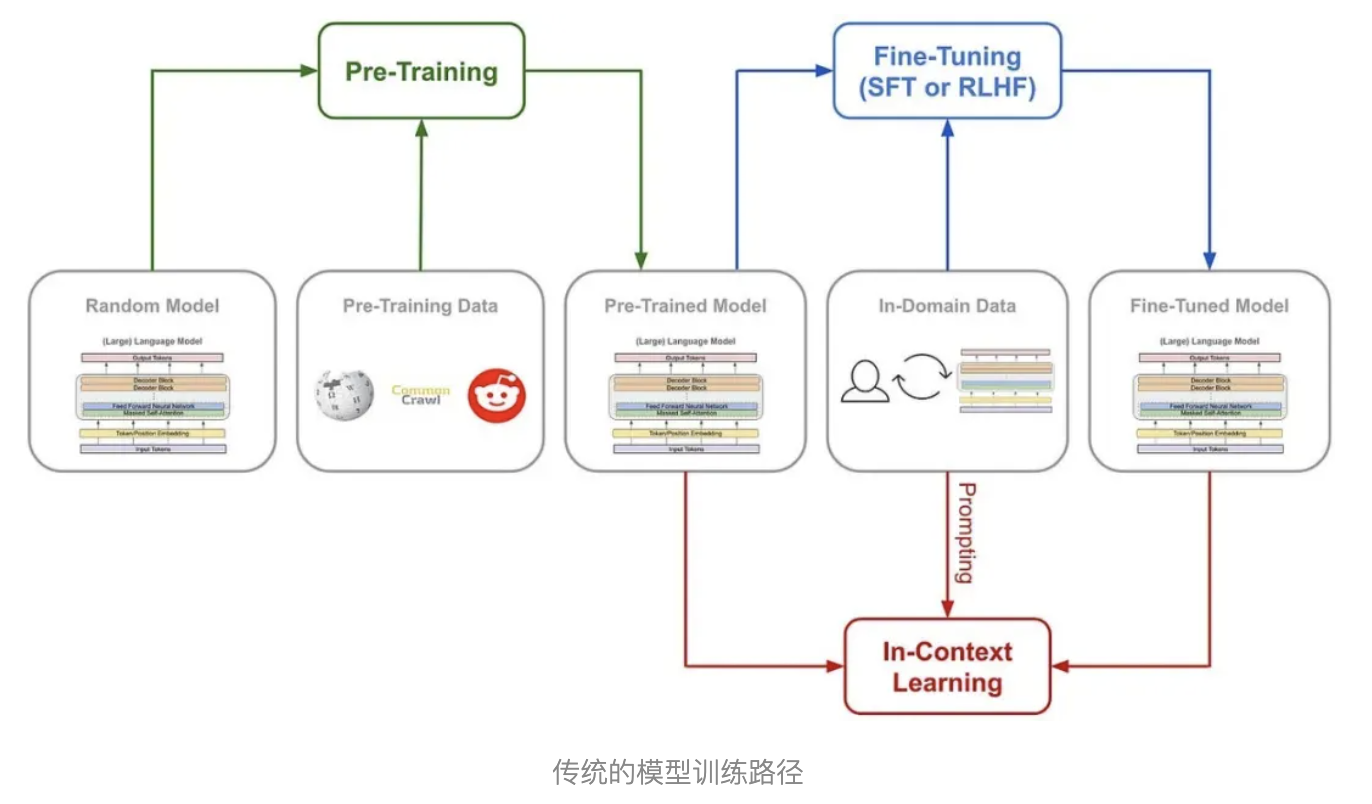 Pre-Training
Fine-Tuning
(SFT or RLHF)
Random Model
(Large) Language Model
Output Tokens
Decoder Block
Decoder Block
Feed Forward Neural Network
Masked Self-Attention
Token/Position Embedding
Input Tokens
Pre-Training Data
Common
Crawl
Pre-Trained Model
(Large) Language Model
Output Tokens
Decoder Block
Decoder Block
Feed Forward Neural Network
Masked Self-Attention
Token/Position Embedding
Input Tokens
In-Domain Data
Fine-Tuned Model
(Large) Language Model
Output Tokens
Decoder Block
Decoder Block
Feed Forward Neural Network
Masked Self-Attention
Token/Position Embedding
Input Tokens
Prompting
In-Context
Learning
传统的模型训练路径